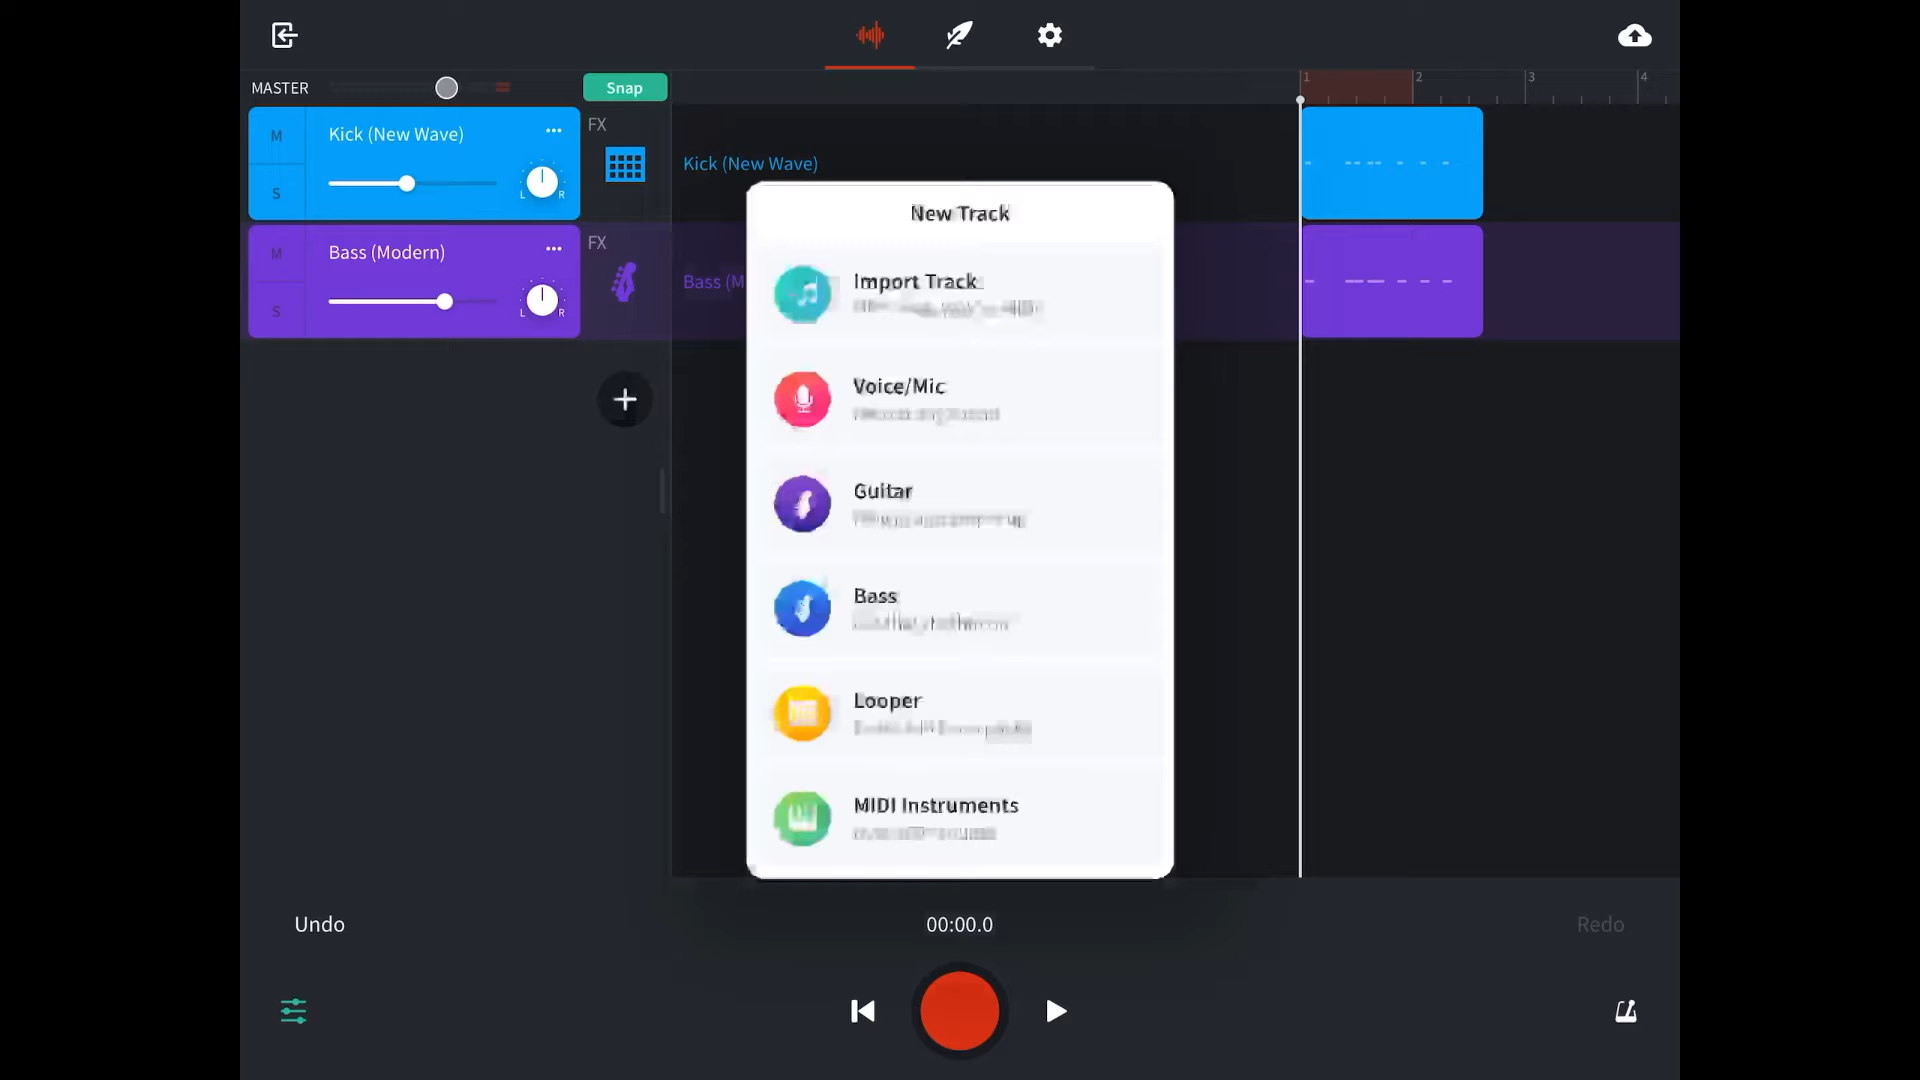 MASTER
Snap
1
2
3
4
M
Kick (New Wave)
S
L
R
FX
Kick (New Wave)
M
Bass (Modern)
S
L
R
FX
Bass (M
New Track
Import Track
Voice/Mic
Guitar
Bass
Looper
MIDI Instruments
Undo
00:00.0
Redo